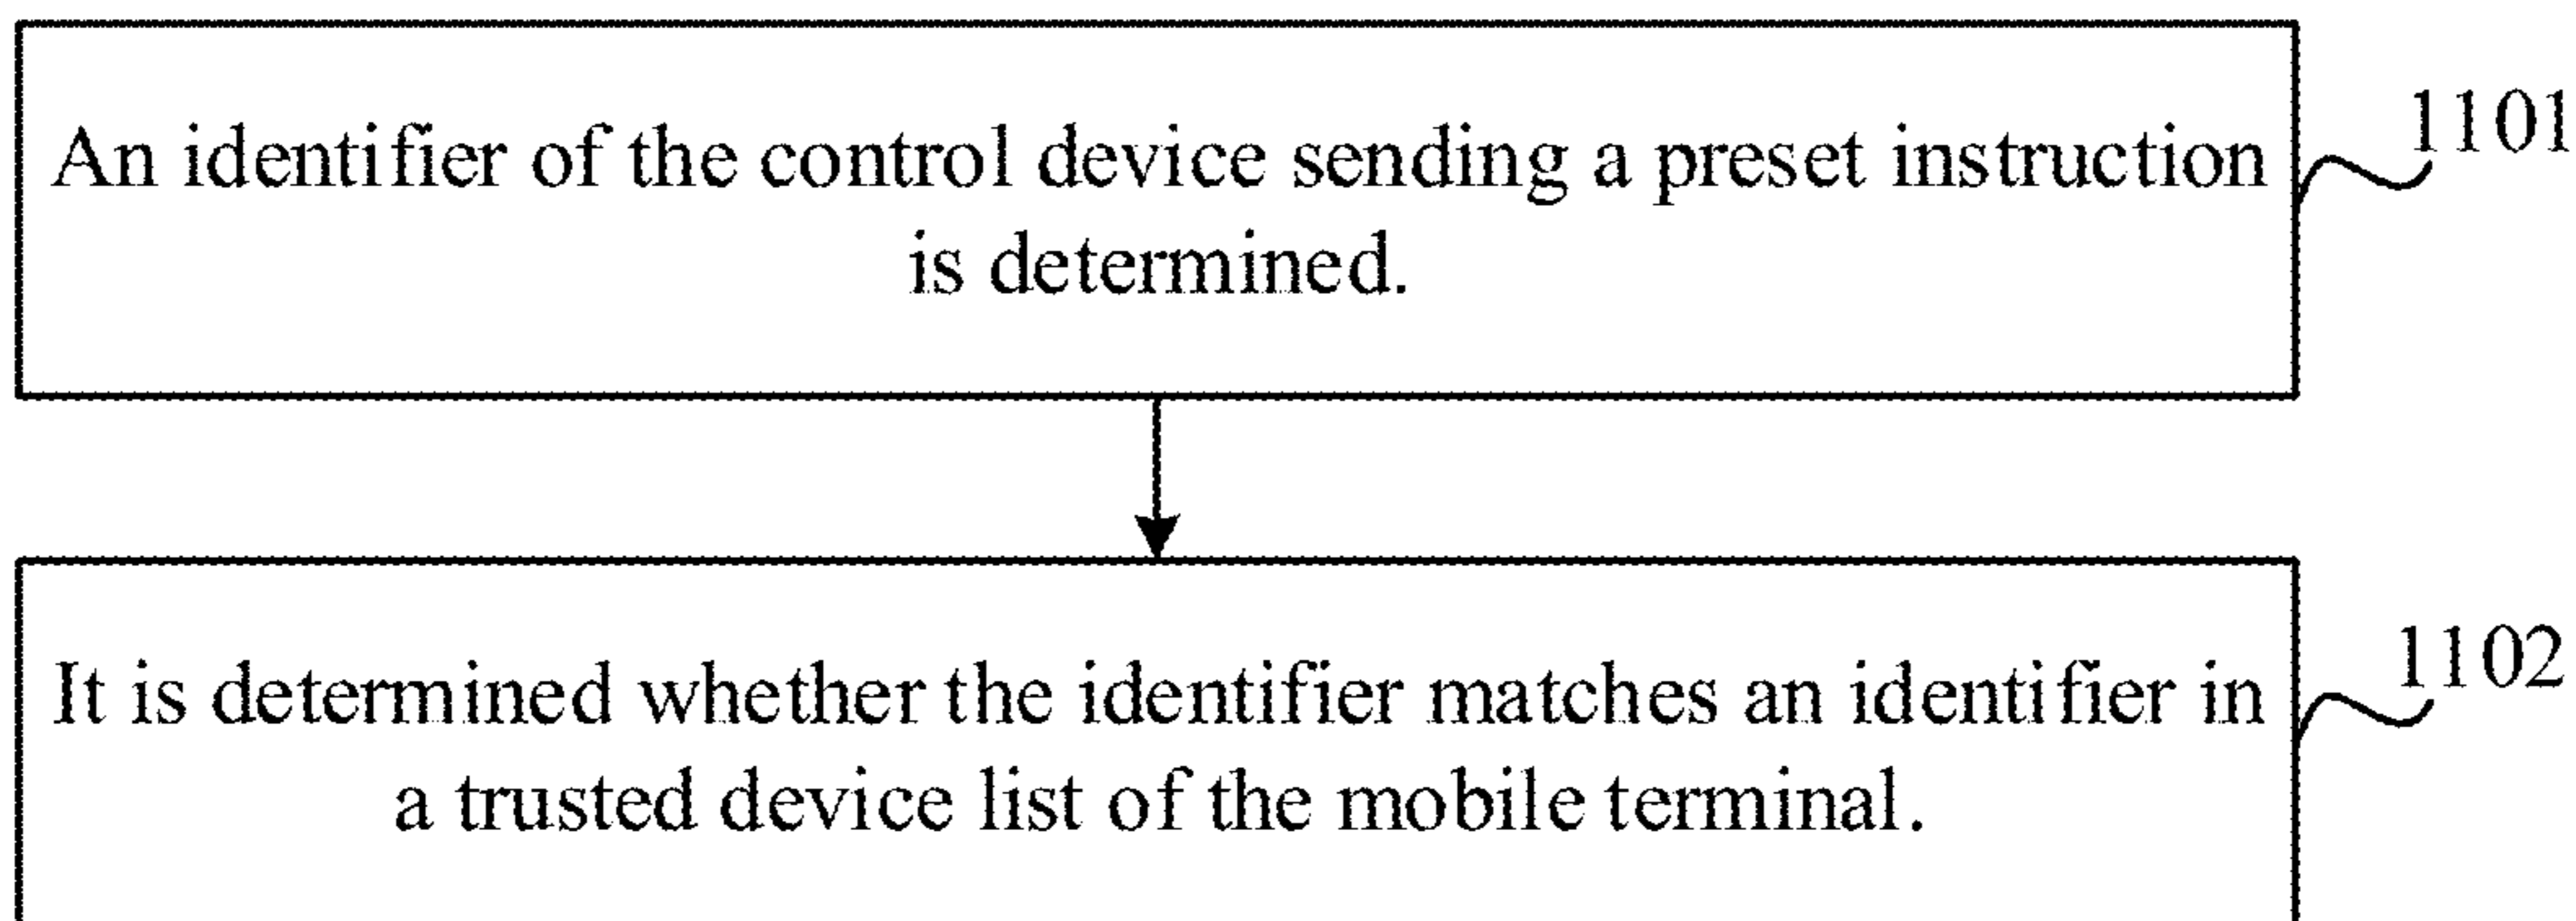 An identifier of the control device sending a preset instruction
is determined.
1101
It is determined whether the identifier matches an identifier in
a trusted device list of the mobile terminal.
1102